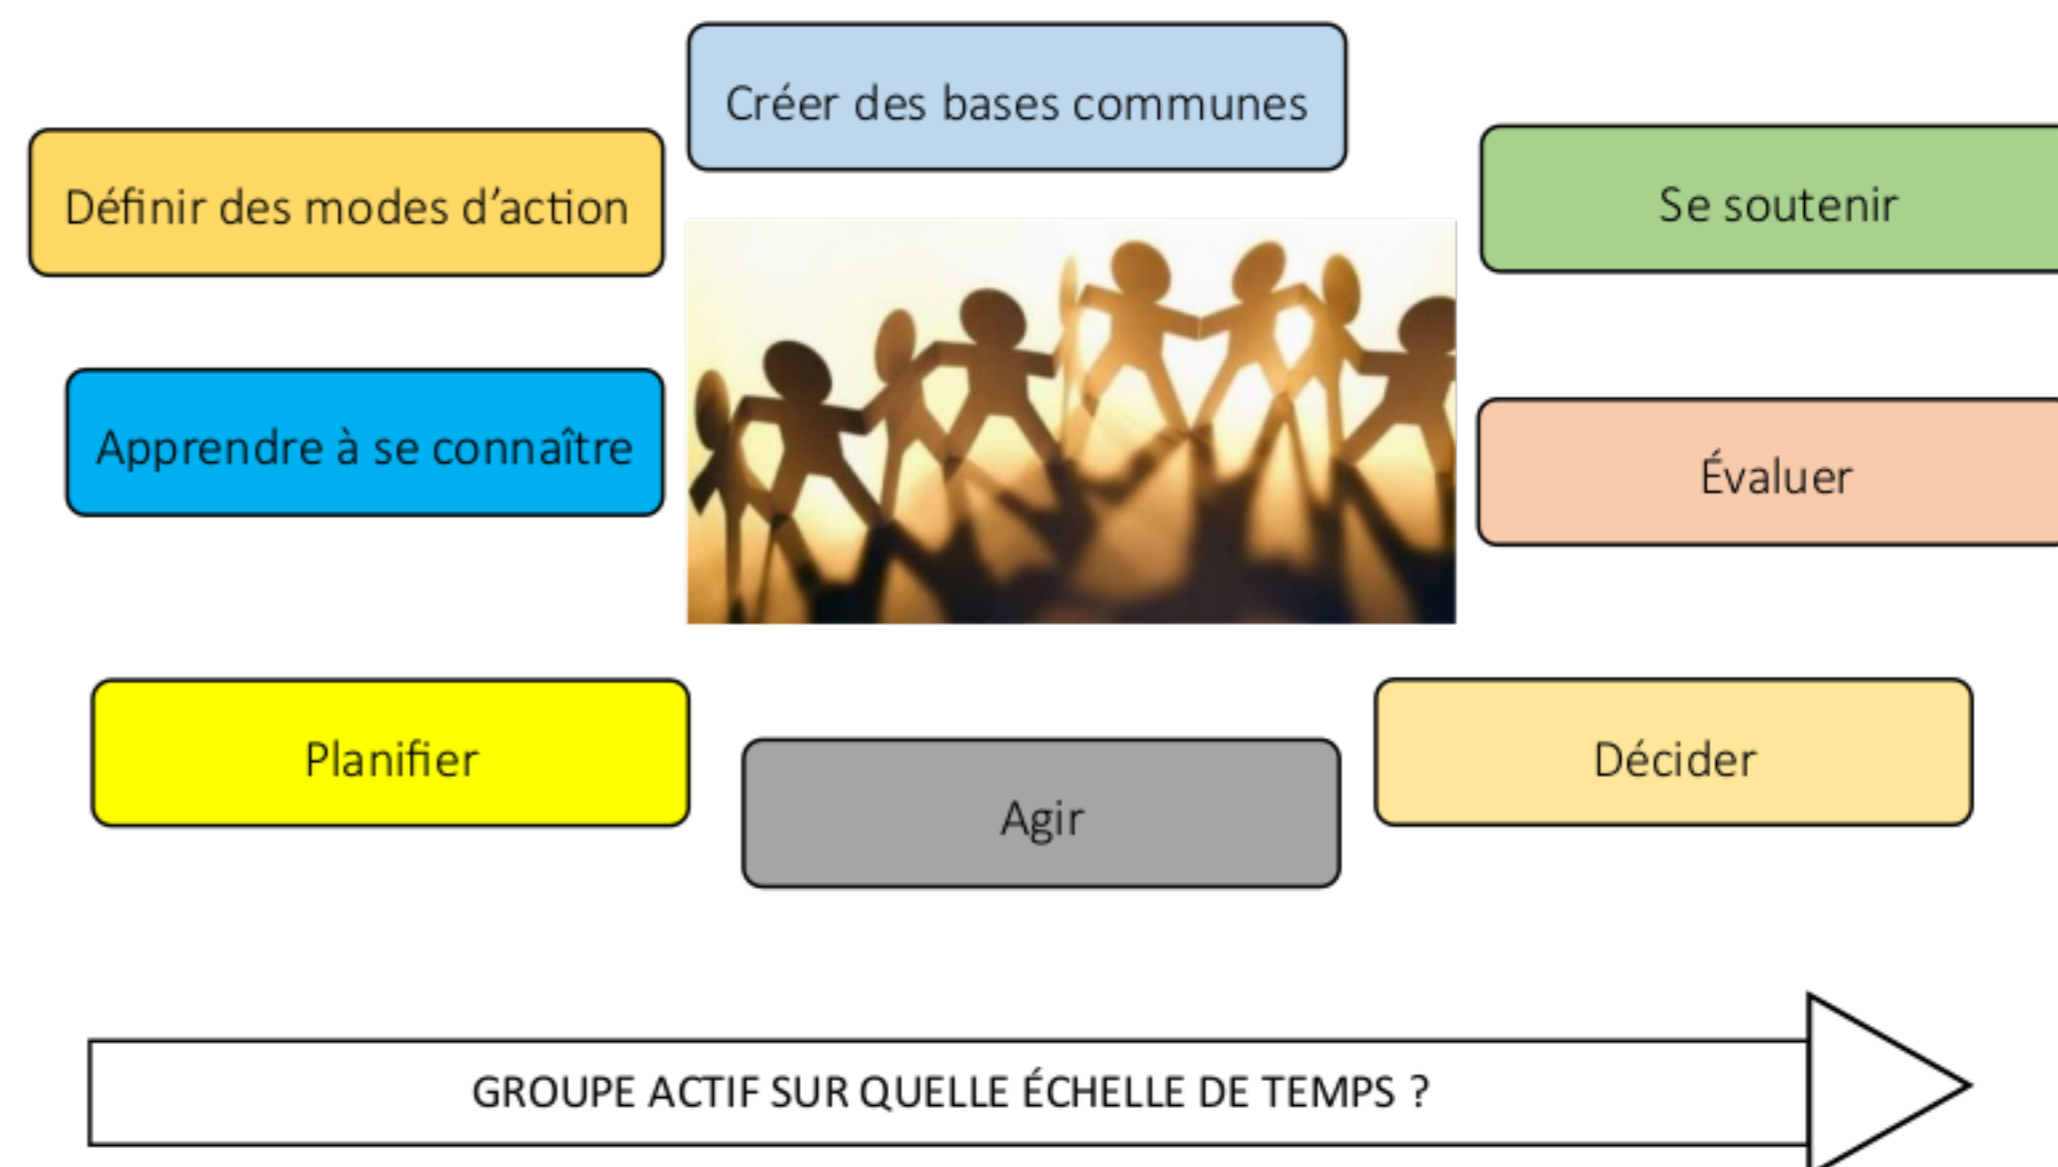 Créer des bases communes
Définir des modes d’action
Se soutenir
Apprendre à se connaître
Évaluer
Planifier
Décider
Agir
GROUPE ACTIF SUR QUELLE ÉCHELLE DE TEMPS ?